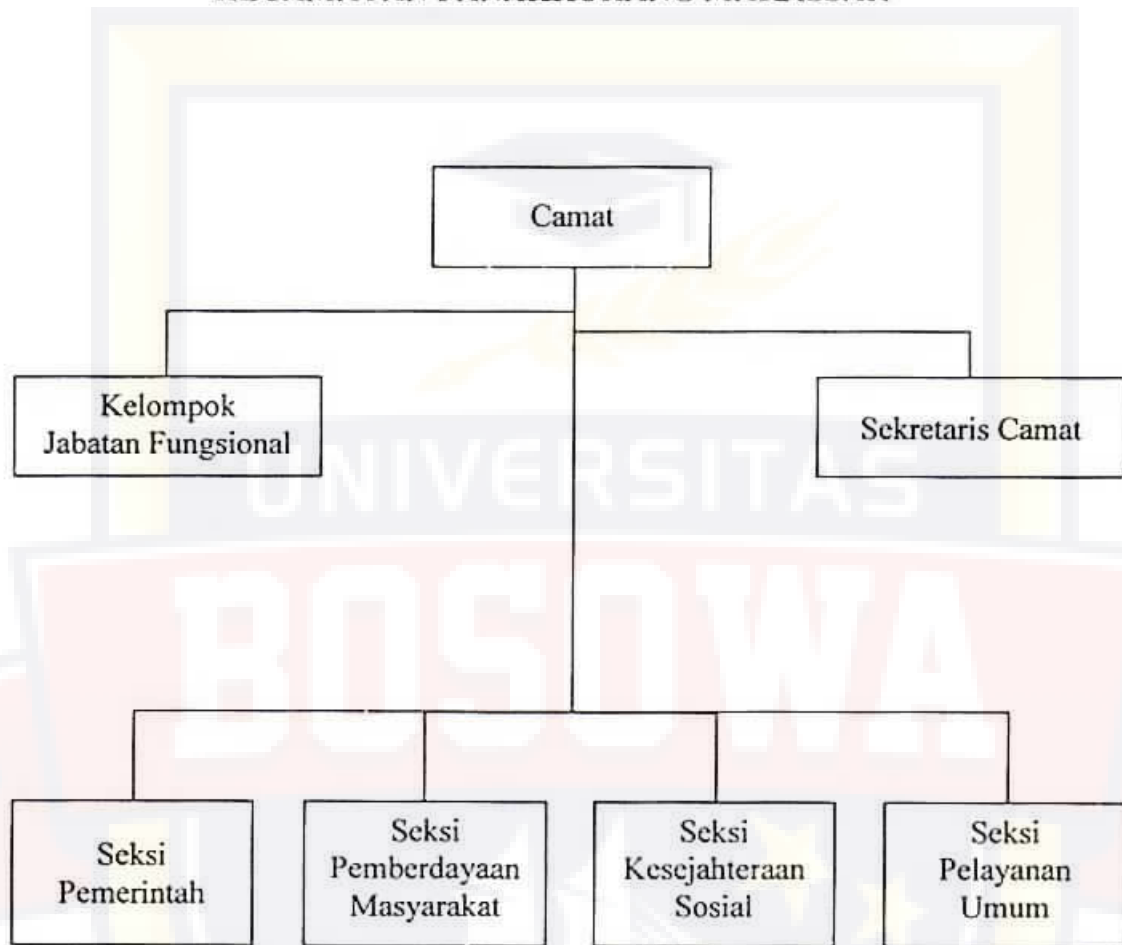 Camat
Kelompok
Jabatan Fungsional
Sekretaris Camat
UNIVERSITAS
BOSOWA
Seksi
Pemerintah
Seksi
Pemberdayaan
Masyarakat
Seksi
Kesejahteraan
Sosial
Seksi
Pelayanan
Umum